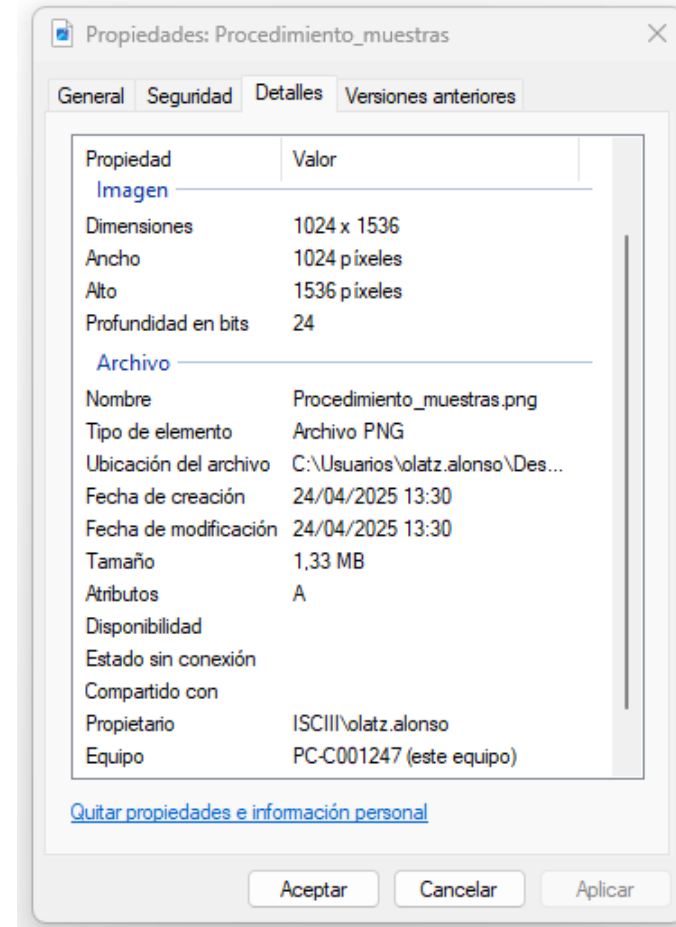 Propiedades: Procedimiento_muestras
General Seguridad Detalles Versiones anteriores
Propiedad Valor
Imagen
Dimensiones 1024 x 1536
Ancho 1024 píxeles
Alto 1536 píxeles
Profundidad en bits 24
Archivo
Nombre Procedimiento_muestras.png
Tipo de elemento Archivo PNG
Ubicación del archivo C:\Usuarios\olatz.alonso\Des...
Fecha de creación 24/04/2025 13:30
Fecha de modificación 24/04/2025 13:30
Tamaño 1,33 MB
Atributos A
Disponibilidad
Estado sin conexión
Compartido con
Propietario ISCIII\olatz.alonso
Equipo PC-C001247 (este equipo)
Quitar propiedades e información personal
Aceptar Cancelar Aplicar